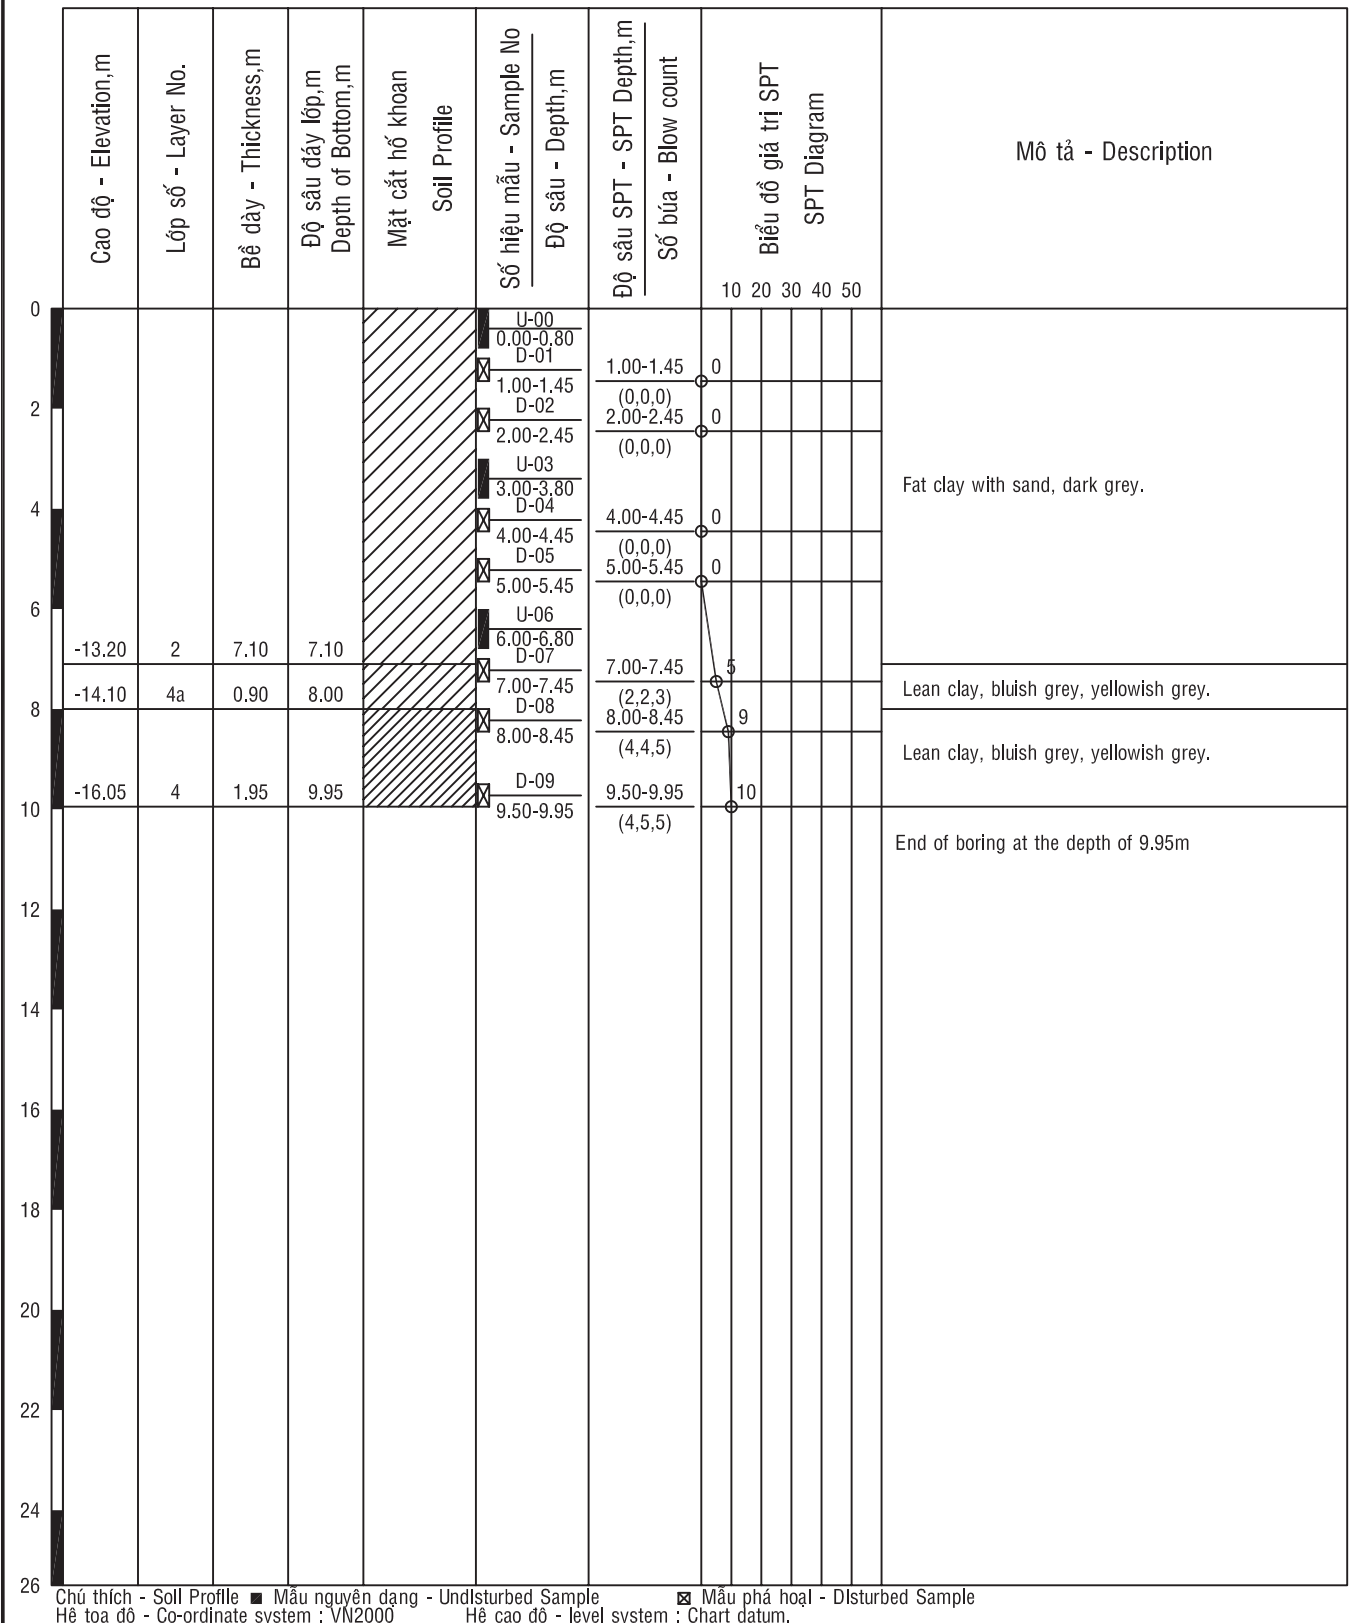 Cao độ - Elevation,m
Lớp số - Layer No.
Bề dày - Thickness,m
Độ sâu đáy lớp,m
Depth of Bottom,m
Mặt cắt hố khoan
Soil Profile
Số hiệu mẫu - Sample No
Độ sâu - Depth,m
Độ sâu SPT - SPT Depth,m
Số búa - Blow count
Biểu đồ giá trị SPT
SPT Diagram
10 20 30 40 50
Mô tả - Description
0
U-00
0.00-0.80
D-01
1.00-1.45
1.00-1.45
(0,0,0)
0
2
D-02
2.00-2.45
2.00-2.45
(0,0,0)
0
U-03
3.00-3.80
Fat clay with sand, dark grey.
4
D-04
4.00-4.45
4.00-4.45
(0,0,0)
0
D-05
5.00-5.45
5.00-5.45
(0,0,0)
0
6
U-06
6.00-6.80
-13.20 2 7.10 7.10
D-07
7.00-7.45
7.00-7.45
(2,2,3)
5
-14.10 4a 0.90 8.00
Lean clay, bluish grey, yellowish grey.
8
D-08
8.00-8.45
8.00-8.45
(4,4,5)
9
Lean clay, bluish grey, yellowish grey.
-16.05 4 1.95 9.95
D-09
9.50-9.95
9.50-9.95
(4,5,5)
10
10
End of boring at the depth of 9.95m
12
14
16
18
20
22
24
26
Chú thích - Soil Profile Mẫu nguyên dạng - Undisturbed Sample Mẫu phá hoại - Disturbed Sample
Hệ tọa độ - Co-ordinate system : VN2000 Hệ cao độ - level system : Chart datum.